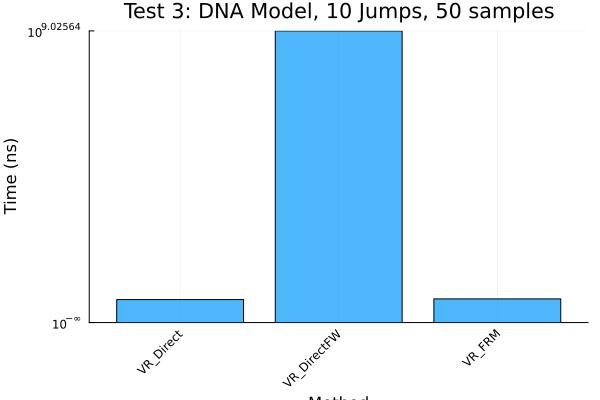 Test 3: DNA Model, 10 Jumps, 50 samples
10^9.02564
Time (ns)
10^−∞
VR_Direct
VR_DirectFW
VR_FRM
Method